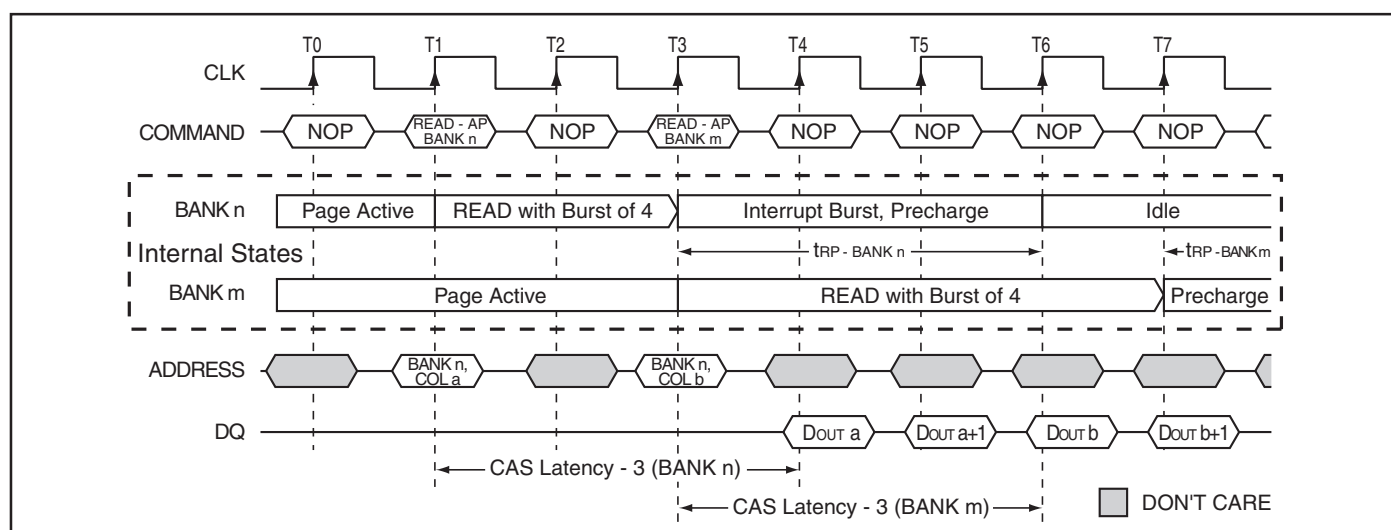 T0 T1 T2 T3 T4 T5 T6 T7
CLK
COMMAND NOP READ - AP BANK n NOP READ - AP BANK m NOP NOP NOP NOP
BANK n Page Active READ with Burst of 4 Interrupt Burst, Precharge Idle
Internal States tRP - BANK n tRP - BANK m
BANK m Page Active READ with Burst of 4 Precharge
ADDRESS BANK n, COL a BANK n, COL b
DQ DOUT a DOUT a+1 DOUT b DOUT b+1
CAS Latency - 3 (BANK n)
CAS Latency - 3 (BANK m) DON'T CARE